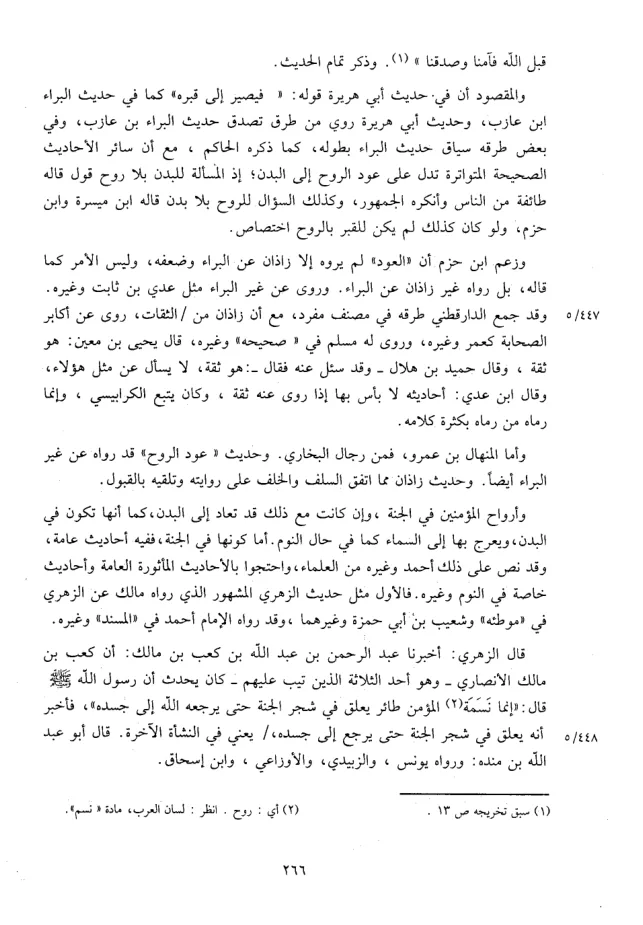 قبل الله فآمنا وصدقنا » (١). وذكر تمام الحديث.
والمقصود أن في حديث أبي هريرة قوله: « فيصير إلى قبره» كما في حديث البراء
ابن عازب، وحديث أبي هريرة روي من طرق تصدق حديث البراء بن عازب، وفي
بعض طرقه سياق حديث البراء بطوله، كما ذكره الحاكم ، مع أن سائر الأحاديث
الصحيحة المتواترة تدل على عود الروح إلى البدن؛ إذ المسألة للبدن بلا روح قول قاله
طائفة من الناس وأنكره الجمهور، وكذلك السؤال للروح بلا بدن قاله ابن ميسرة وابن
حزم، ولو كان كذلك لم يكن للقبر بالروح اختصاص.
وزعم ابن حزم أن «العود» لم يروه إلا زاذان عن البراء وضعفه، وليس الأمر كما
قاله، بل رواه غير زاذان عن البراء. وروى عن غير البراء مثل عدي بن ثابت وغيره.
٥/٤٤٧ وقد جمع الدارقطني طرقه في مصنف مفرد، مع أن زاذان من /الثقات، روى عن أكابر
الصحابة كعمر وغيره، وروى له مسلم في « صحيحه» وغيره، قال يحيى بن معين: هو
ثقة ، وقال حميد بن هلال ـ وقد سئل عنه فقال ـ: هو ثقة، لا يسأل عن مثل هؤلاء،
وقال ابن عدي: أحاديثه لا بأس بها إذا روى عنه ثقة ، وكان يتبع الكرابيسي ، وإنما
رماه من رماه بكثرة كلامه.
وأما المنهال بن عمرو، فمن رجال البخاري. وحديث « عود الروح» قد رواه عن غير
البراء أيضاً. وحديث زاذان مما اتفق السلف والخلف على روايته وتلقيه بالقبول.
وأرواح المؤمنين في الجنة ،وإن كانت مع ذلك قد تعاد إلى البدن،كما أنها تكون في
البدن،ويعرج بها إلى السماء كما في حال النوم.أما كونها في الجنة،ففيه أحاديث عامة،
وقد نص على ذلك أحمد وغيره من العلماء،واحتجوا بالأحاديث المأثورة العامة وأحاديث
خاصة في النوم وغيره.فالأول مثل حديث الزهري المشهور الذي رواه مالك عن الزهري
في «موطئه» وشعيب بن أبي حمزة وغيرهما ،وقد رواه الإمام أحمد في «المسند» وغيره.
قال الزهري: أخبرنا عبد الرحمن بن عبد الله بن كعب بن مالك: أن كعب بن
مالك الأنصاري ـ وهو أحد الثلاثة الذين تيب عليهم ـ كان يحدث أن رسول الله ﷺ
قال:«إنما نَسَمَة(٢) المؤمن طائر يعلق في شجر الجنة حتى يرجعه الله إلى جسده»، فأخبر
٥/٤٤٨ أنه يعلق في شجر الجنة حتى يرجع إلى جسده،/ يعني في النشأة الآخرة. قال أبو عبد
الله بن منده: ورواه يونس ، والزبيدي، والأوزاعي ، وابن إسحاق.
(١) سبق تخريجه ص ١٣ . (٢) أي : روح . انظر : لسان العرب، مادة « نسم».
٢٦٦